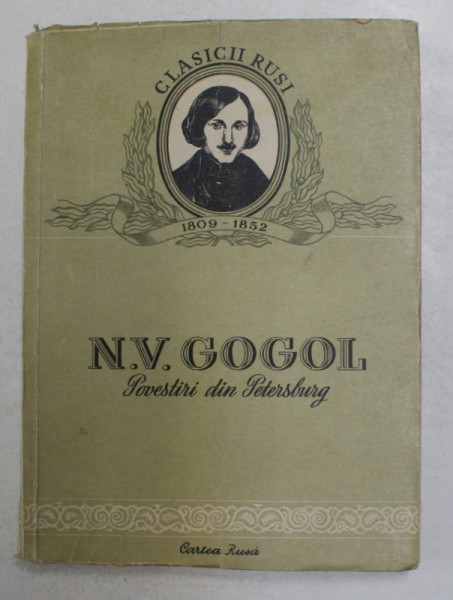 CLASICII RUSI
1809 - 1852
N.V. GOGOL
Povestiri din Petersburg
Cartea Rusă